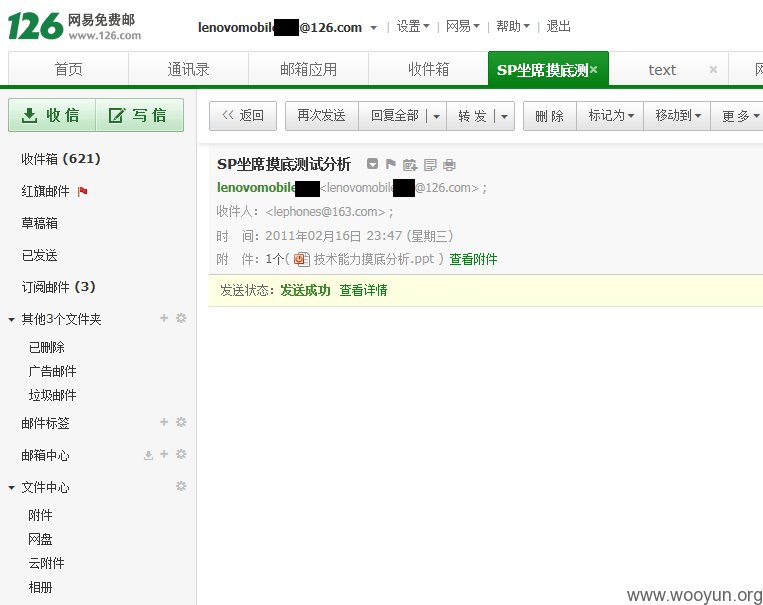 126 网易免费邮
www.126.com
lenovomobile @126.com | 设置 | 网易 | 帮助 | 退出
首页 通讯录 邮箱应用 收件箱 SP坐席摸底测 × text × 网
收 信 写 信
<< 返回 再次发送 回复全部 | 转 发 | 删 除 标记为 移动到 更 多
收件箱 (621)
红旗邮件
草稿箱
已发送
订阅邮件 (3)
其他3个文件夹 +
已删除
广告邮件
垃圾邮件
邮件标签 +
邮箱中心 +
文件中心
附件
网盘
云附件
相册
SP坐席摸底测试分析
lenovomobile <lenovomobile @126.com> ;
收件人: <lephones@163.com> ;
时 间: 2011年02月16日 23:47 (星期三)
附 件: 1个( 技术能力摸底分析.ppt ) 查看附件
发送状态: 发送成功 查看详情
www.wooyun.org